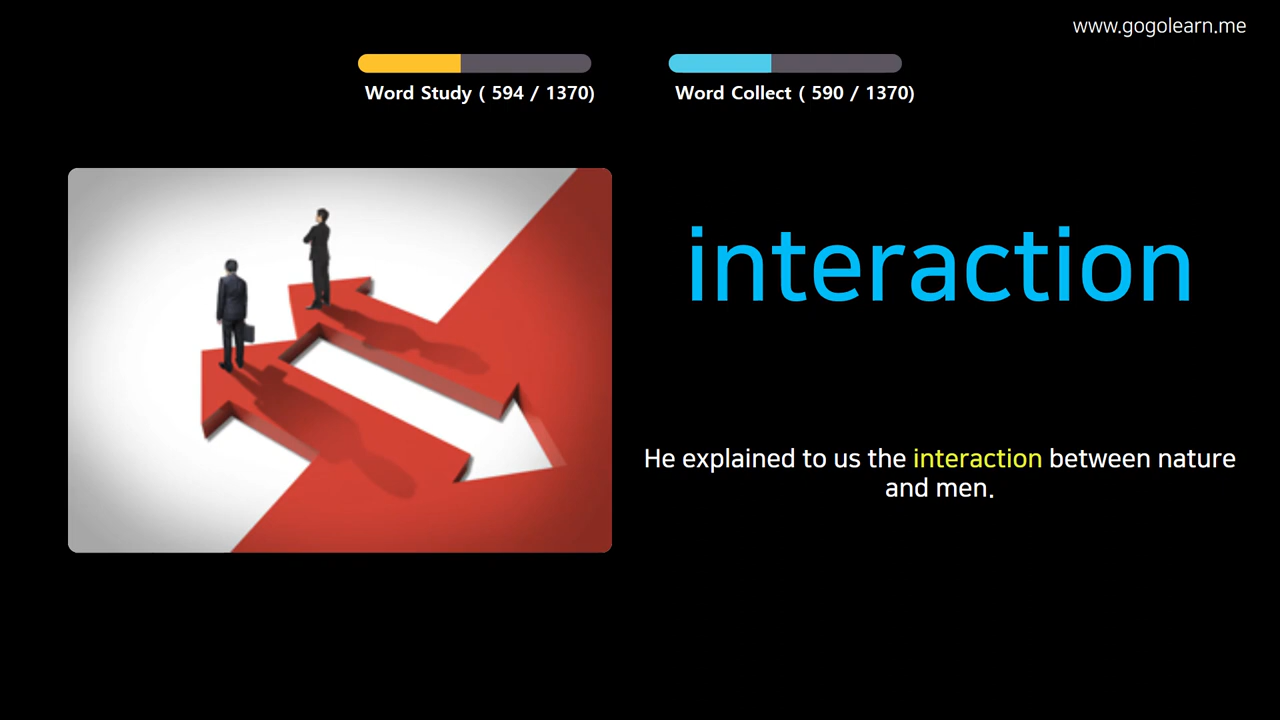 www.gogolearn.me
Word Study ( 594 / 1370)
Word Collect ( 590 / 1370)
interaction
He explained to us the interaction between nature
and men.